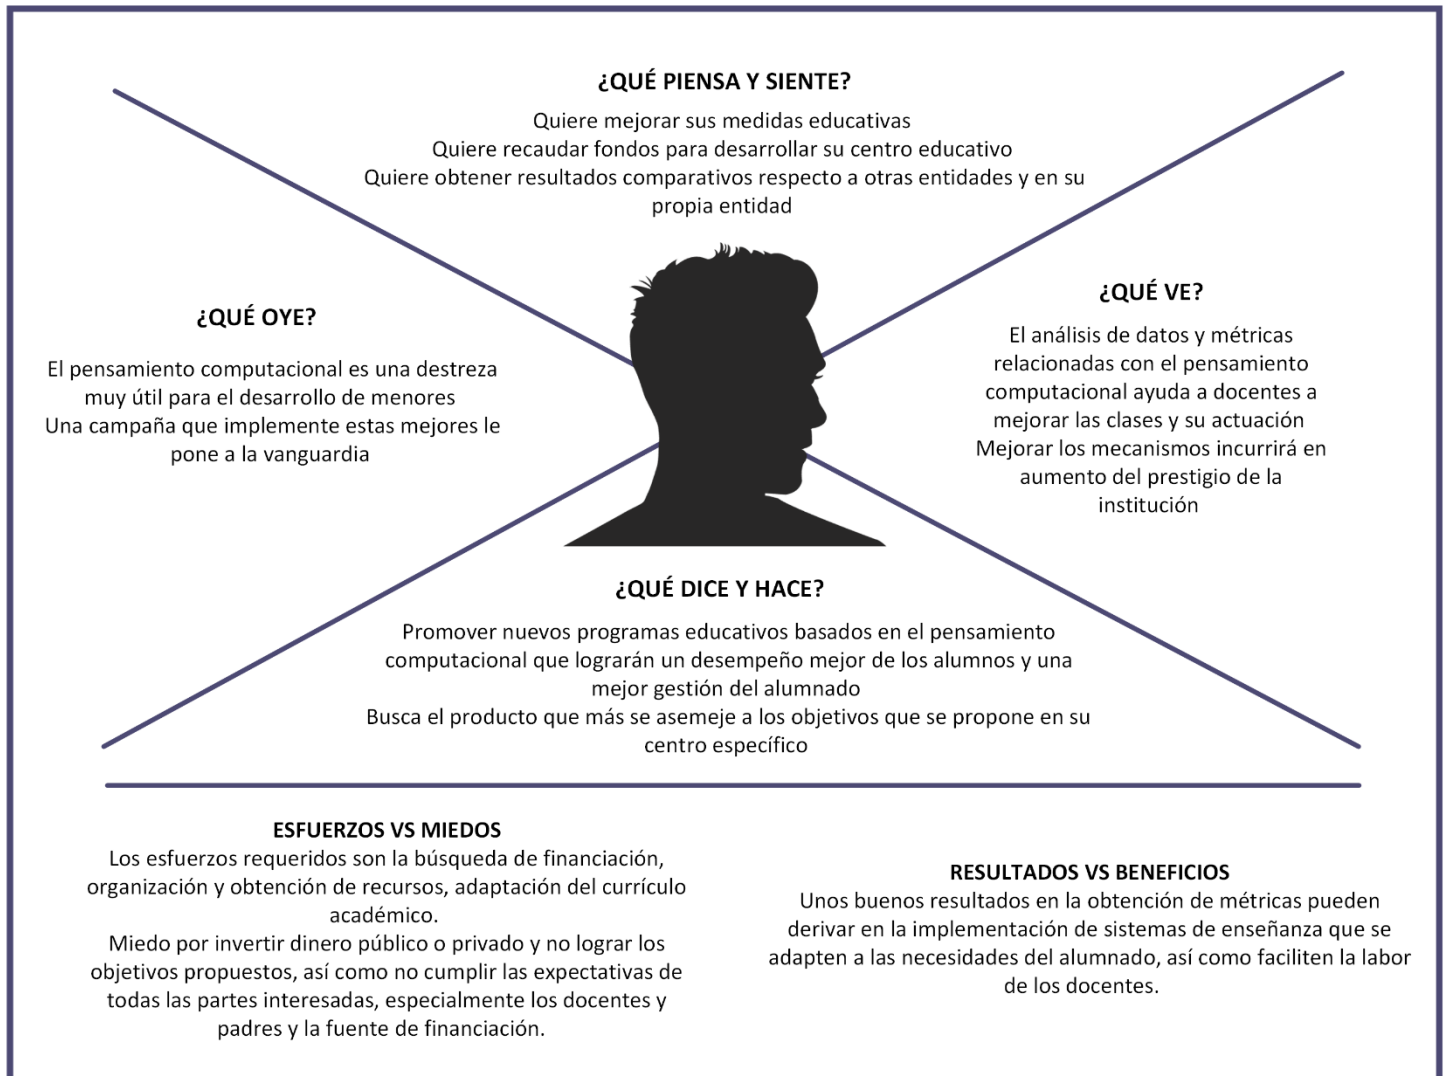 ¿QUÉ PIENSA Y SIENTE?
Quiere mejorar sus medidas educativas
Quiere recaudar fondos para desarrollar su centro educativo
Quiere obtener resultados comparativos respecto a otras entidades y en su
propia entidad
¿QUÉ OYE?
El pensamiento computacional es una destreza
muy útil para el desarrollo de menores
Una campaña que implemente estas mejores le
pone a la vanguardia
¿QUÉ VE?
El análisis de datos y métricas
relacionadas con el pensamiento
computacional ayuda a docentes a
mejorar las clases y su actuación
Mejorar los mecanismos incurrirá en
aumento del prestigio de la
institución
¿QUÉ DICE Y HACE?
Promover nuevos programas educativos basados en el pensamiento
computacional que lograrán un desempeño mejor de los alumnos y una
mejor gestión del alumnado
Busca el producto que más se asemeje a los objetivos que se propone en su
centro específico
ESFUERZOS VS MIEDOS
Los esfuerzos requeridos son la búsqueda de financiación,
organización y obtención de recursos, adaptación del currículo
académico.
Miedo por invertir dinero público o privado y no lograr los
objetivos propuestos, así como no cumplir las expectativas de
todas las partes interesadas, especialmente los docentes y
padres y la fuente de financiación.
RESULTADOS VS BENEFICIOS
Unos buenos resultados en la obtención de métricas pueden
derivar en la implementación de sistemas de enseñanza que se
adapten a las necesidades del alumnado, así como faciliten la labor
de los docentes.